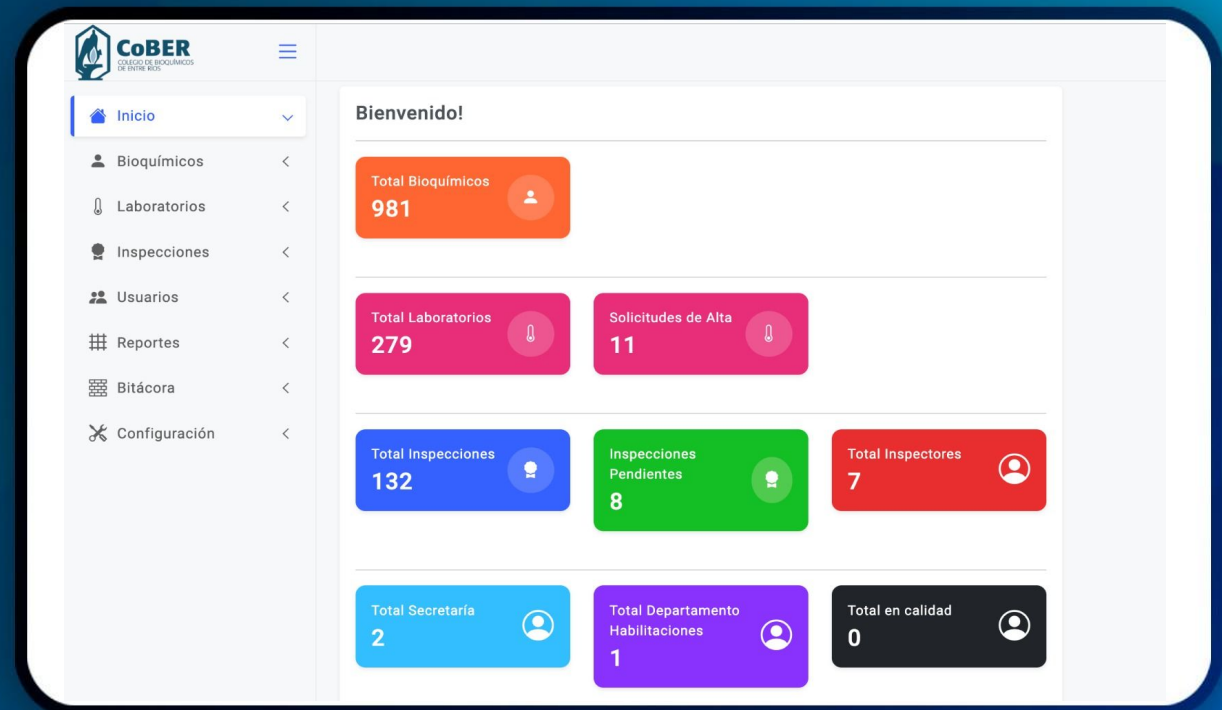 CoBER
COLEGIO DE BIOQUÍMICOS
DE ENTRE RÍOS
Inicio
Bioquímicos
Laboratorios
Inspecciones
Usuarios
Reportes
Bitácora
Configuración
Bienvenido!
Total Bioquímicos
981
Total Laboratorios
279
Solicitudes de Alta
11
Total Inspecciones
132
Inspecciones
Pendientes
8
Total Inspectores
7
Total Secretaría
2
Total Departamento
Habilitaciones
1
Total en calidad
0